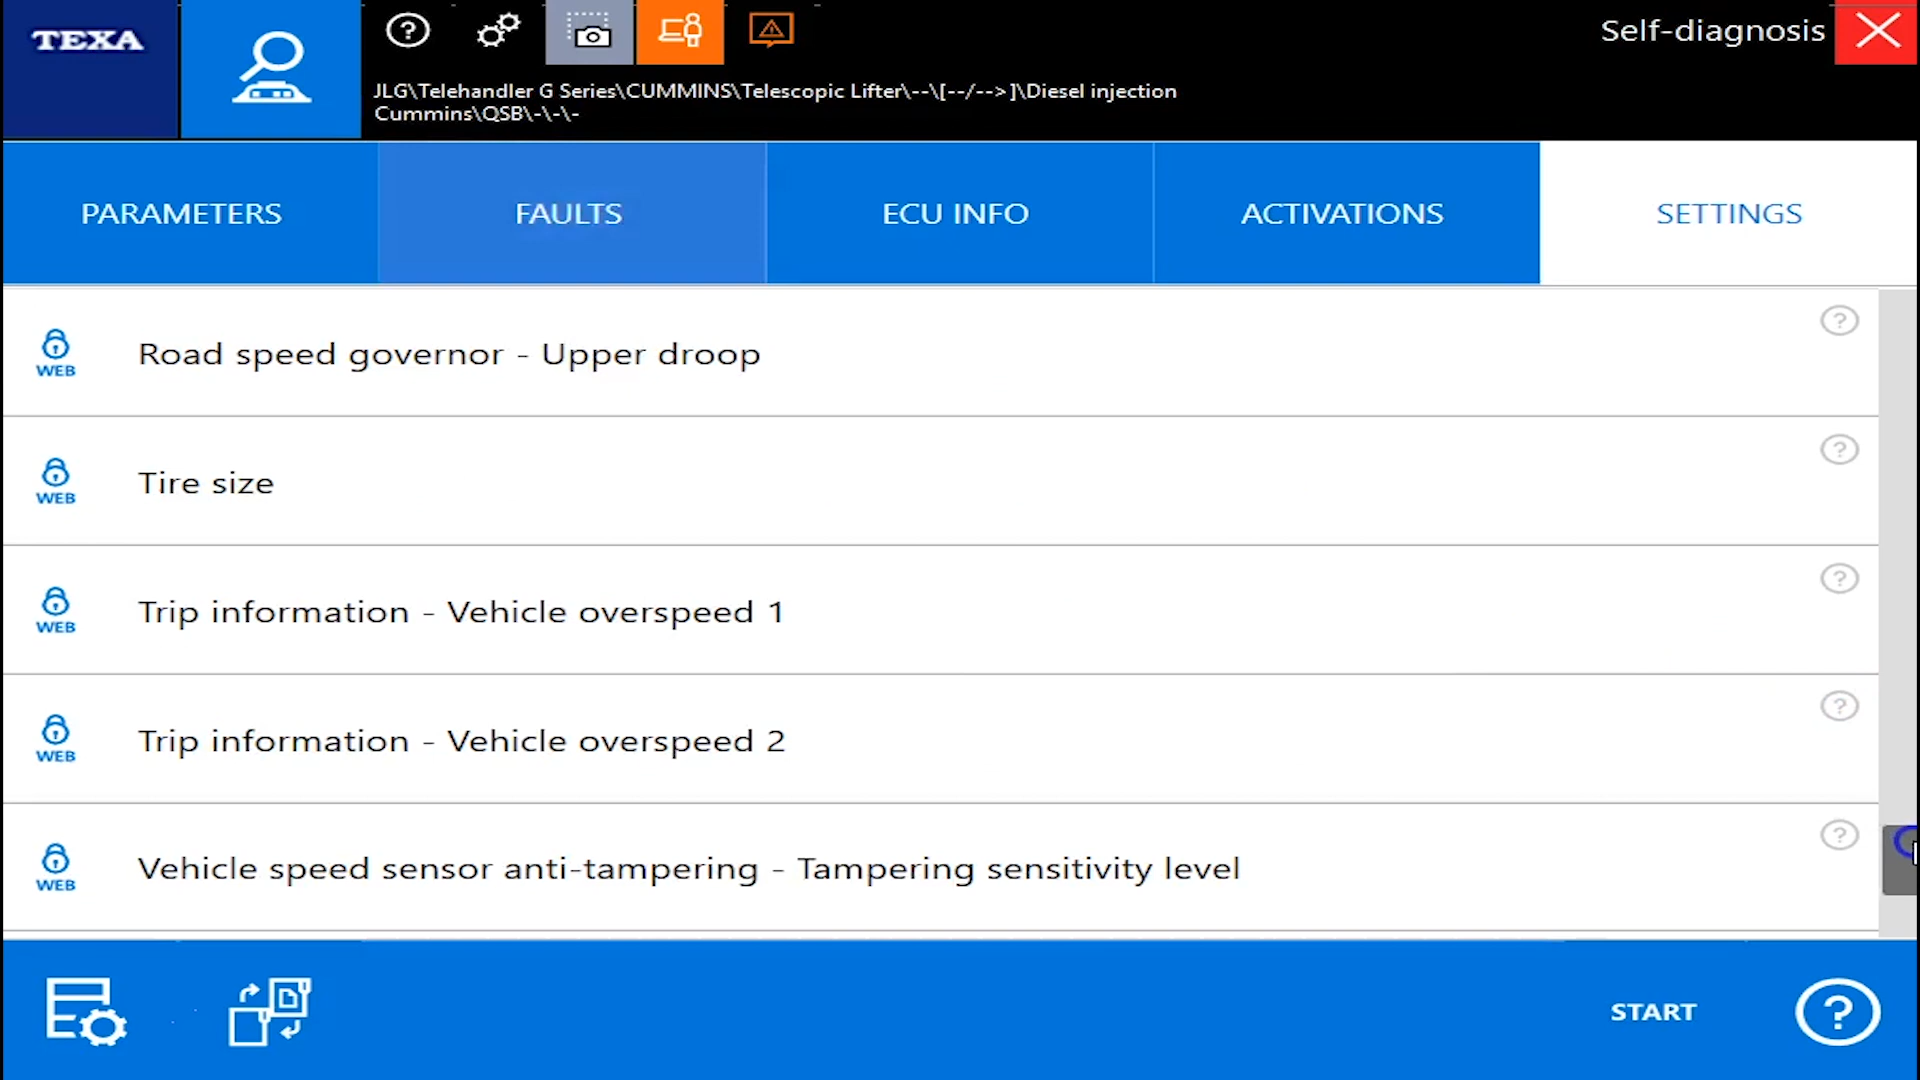 TEXA
Self-diagnosis
JLG\Telehandler G Series\CUMMINS\Telescopic Lifter\--\[--/-->]\Diesel injection
Cummins\QSB\-\-\-
PARAMETERS
FAULTS
ECU INFO
ACTIVATIONS
SETTINGS
WEB
Road speed governor - Upper droop
WEB
Tire size
WEB
Trip information - Vehicle overspeed 1
WEB
Trip information - Vehicle overspeed 2
WEB
Vehicle speed sensor anti-tampering - Tampering sensitivity level
START